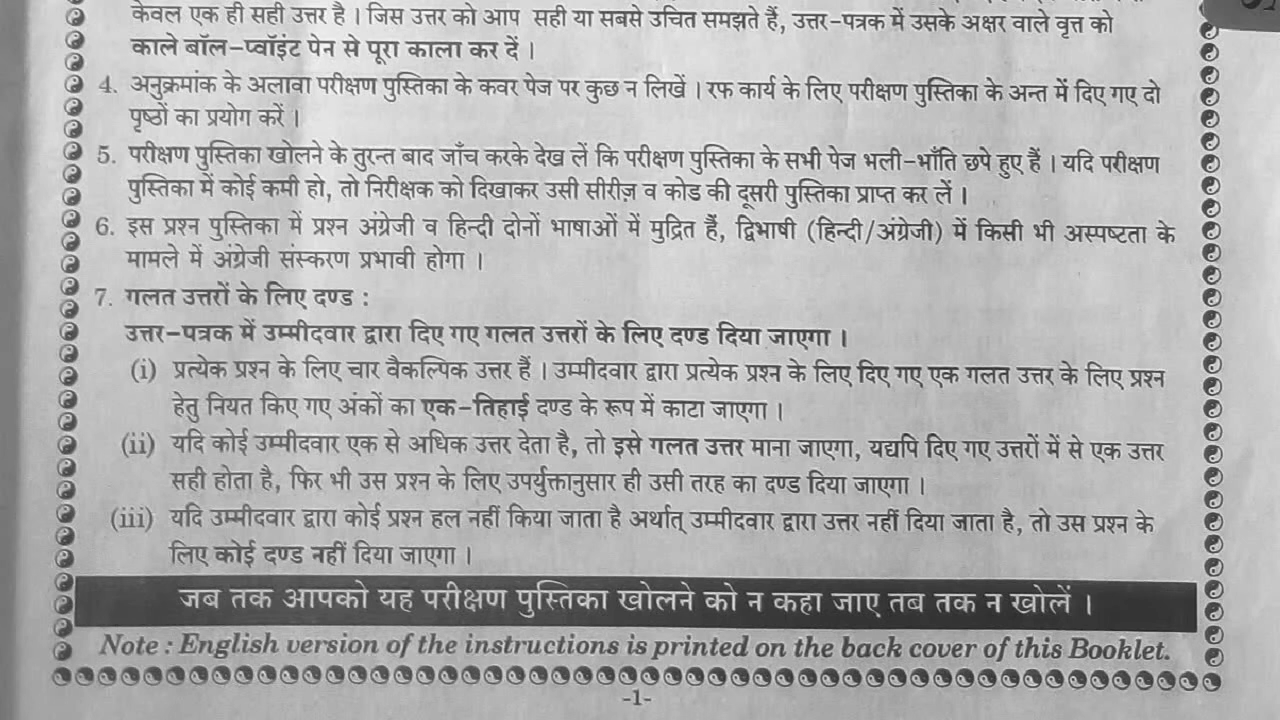 केवल एक ही सही उत्तर है । जिस उत्तर को आप सही या सबसे उचित समझते हैं, उत्तर-पत्रक में उसके अक्षर वाले वृत्त को
काले बॉल-प्वॉइंट पेन से पूरा काला कर दें ।
4. अनुक्रमांक के अलावा परीक्षण पुस्तिका के कवर पेज पर कुछ न लिखें । रफ कार्य के लिए परीक्षण पुस्तिका के अन्त में दिए गए दो
पृष्ठों का प्रयोग करें ।
5. परीक्षण पुस्तिका खोलने के तुरन्त बाद जाँच करके देख लें कि परीक्षण पुस्तिका के सभी पेज भली-भाँति छपे हुए हैं । यदि परीक्षण
पुस्तिका में कोई कमी हो, तो निरीक्षक को दिखाकर उसी सीरीज़ व कोड की दूसरी पुस्तिका प्राप्त कर लें ।
6. इस प्रश्न पुस्तिका में प्रश्न अंग्रेजी व हिन्दी दोनों भाषाओं में मुद्रित हैं, द्विभाषी (हिन्दी/अंग्रेजी) में किसी भी अस्पष्टता के
मामले में अंग्रेजी संस्करण प्रभावी होगा ।
7. गलत उत्तरों के लिए दण्ड :
उत्तर-पत्रक में उम्मीदवार द्वारा दिए गए गलत उत्तरों के लिए दण्ड दिया जाएगा ।
(i) प्रत्येक प्रश्न के लिए चार वैकल्पिक उत्तर हैं । उम्मीदवार द्वारा प्रत्येक प्रश्न के लिए दिए गए एक गलत उत्तर के लिए प्रश्न
हेतु नियत किए गए अंकों का एक-तिहाई दण्ड के रूप में काटा जाएगा ।
(ii) यदि कोई उम्मीदवार एक से अधिक उत्तर देता है, तो इसे गलत उत्तर माना जाएगा, यद्यपि दिए गए उत्तरों में से एक उत्तर
सही होता है, फिर भी उस प्रश्न के लिए उपर्युक्तानुसार ही उसी तरह का दण्ड दिया जाएगा ।
(iii) यदि उम्मीदवार द्वारा कोई प्रश्न हल नहीं किया जाता है अर्थात् उम्मीदवार द्वारा उत्तर नहीं दिया जाता है, तो उस प्रश्न के
लिए कोई दण्ड नहीं दिया जाएगा ।
जब तक आपको यह परीक्षण पुस्तिका खोलने को न कहा जाए तब तक न खोलें ।
Note : English version of the instructions is printed on the back cover of this Booklet.
-1-